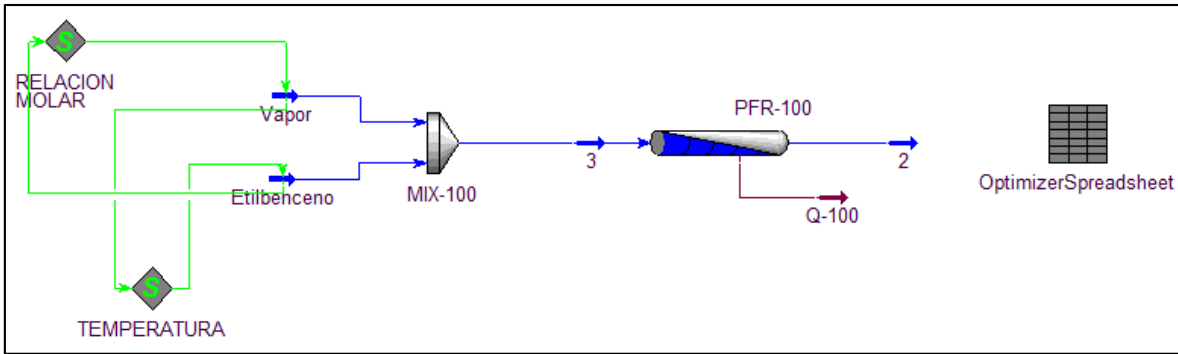 S
RELACION
MOLAR
Vapor
PFR-100
3
2
Etilbenceno
MIX-100
OptimizerSpreadsheet
Q-100
S
TEMPERATURA